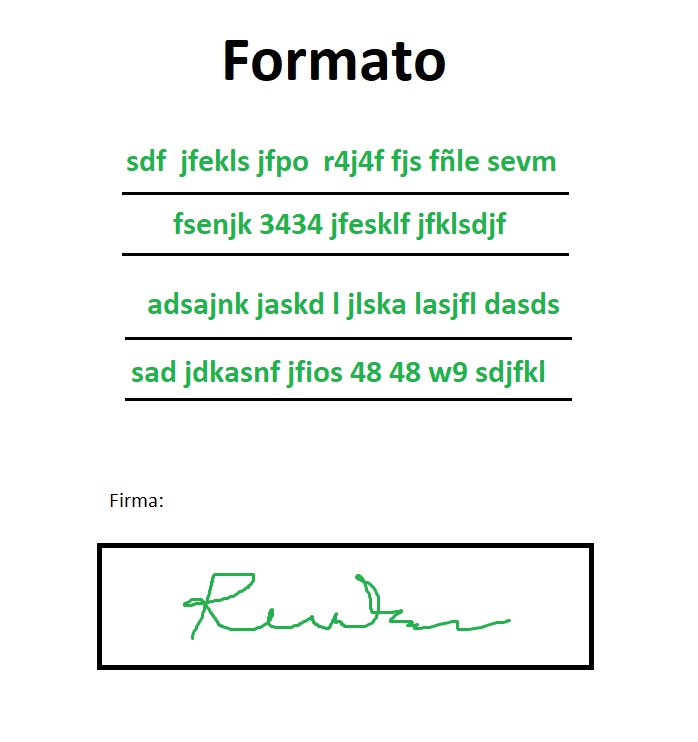 Formato
sdf jfekls jfpo r4j4f fjs fñle sevm
fsenjk 3434 jfesklf jfklsdjf
adsajnk jaskd l jlska lasjfl dasds
sad jdkasnf jfios 48 48 w9 sdjfkl
Firma: